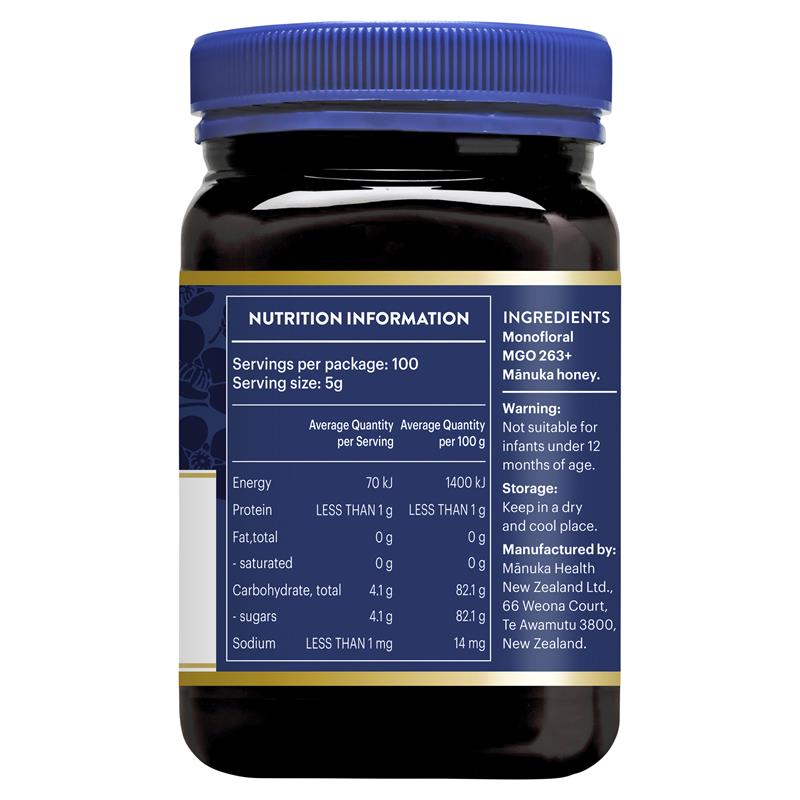 NUTRITION INFORMATION
Servings per package: 100
Serving size: 5g
Average Quantity per Serving Average Quantity per 100 g
Energy 70 kJ 1400 kJ
Protein LESS THAN 1 g LESS THAN 1 g
Fat,total 0 g 0 g
- saturated 0 g 0 g
Carbohydrate, total 4.1 g 82.1 g
- sugars 4.1 g 82.1 g
Sodium LESS THAN 1 mg 14 mg
INGREDIENTS
Monofloral
MGO 263+
Mānuka honey.
Warning:
Not suitable for
infants under 12
months of age.
Storage:
Keep in a dry
and cool place.
Manufactured by:
Mānuka Health
New Zealand Ltd.,
66 Weona Court,
Te Awamutu 3800,
New Zealand.